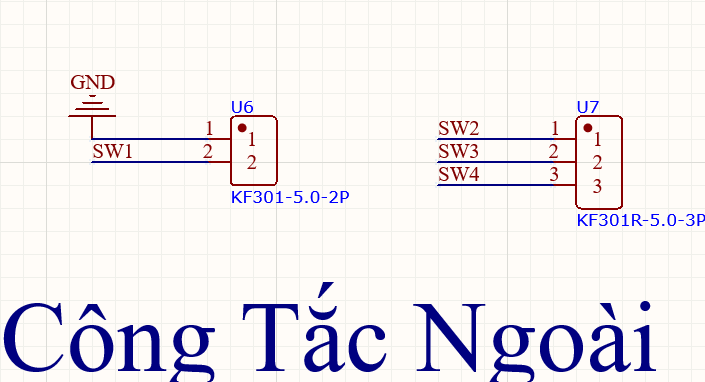 GND
U6
1
1
SW1
2
2
KF301-5.0-2P
U7
SW2
1
1
SW3
2
2
SW4
3
3
KF301R-5.0-3P
Công Tắc Ngoài